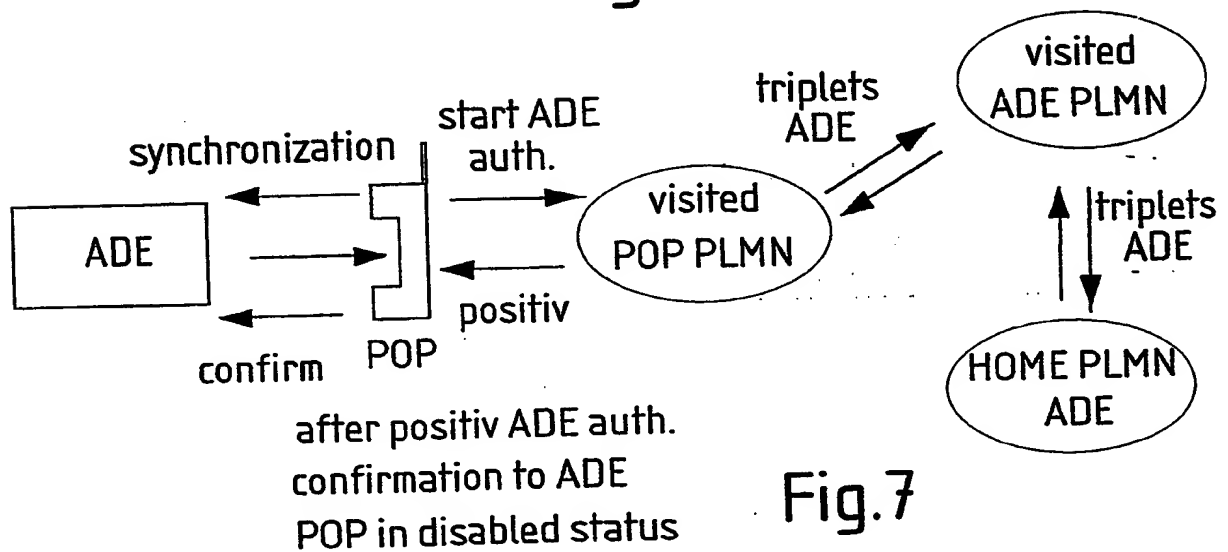 visited
ADE PLMN
triplets
ADE
start ADE
auth.
synchronization
visited
POP PLMN
ADE
triplets
ADE
positiv
confirm
POP
HOME PLMN
ADE
after positiv ADE auth.
confirmation to ADE
POP in disabled status
Fig.7